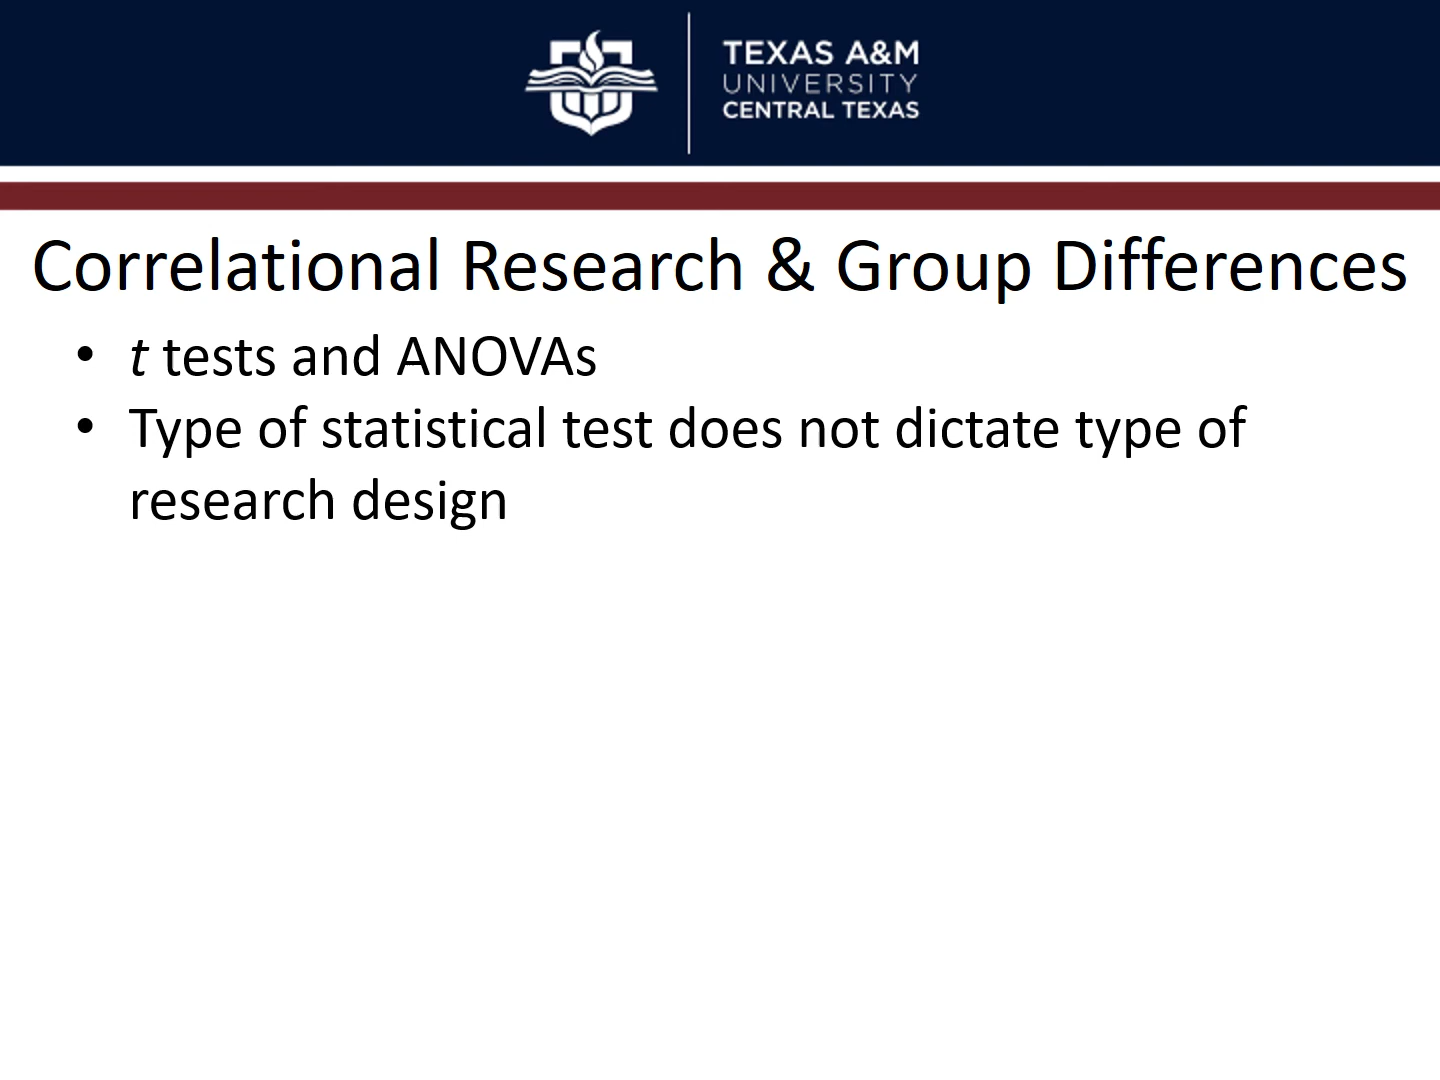 TEXAS A&M
UNIVERSITY
CENTRAL TEXAS
Correlational Research & Group Differences
• t tests and ANOVAs
• Type of statistical test does not dictate type of
research design